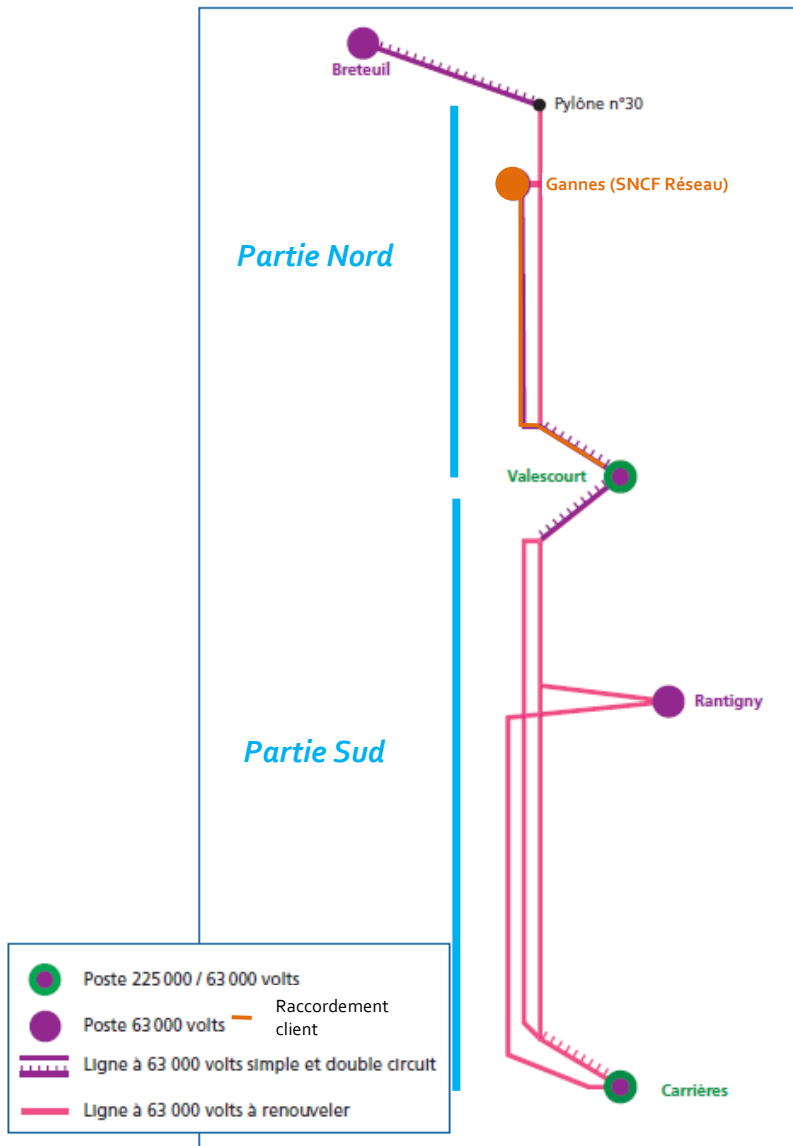 Breteuil
Pylône n°30
Gannes (SNCF Réseau)
Partie Nord
Valescourt
Rantigny
Partie Sud
Carrières
Poste 225 000 / 63 000 volts
Poste 63 000 volts
Raccordement
client
Ligne à 63 000 volts simple et double circuit
Ligne à 63 000 volts à renouveler